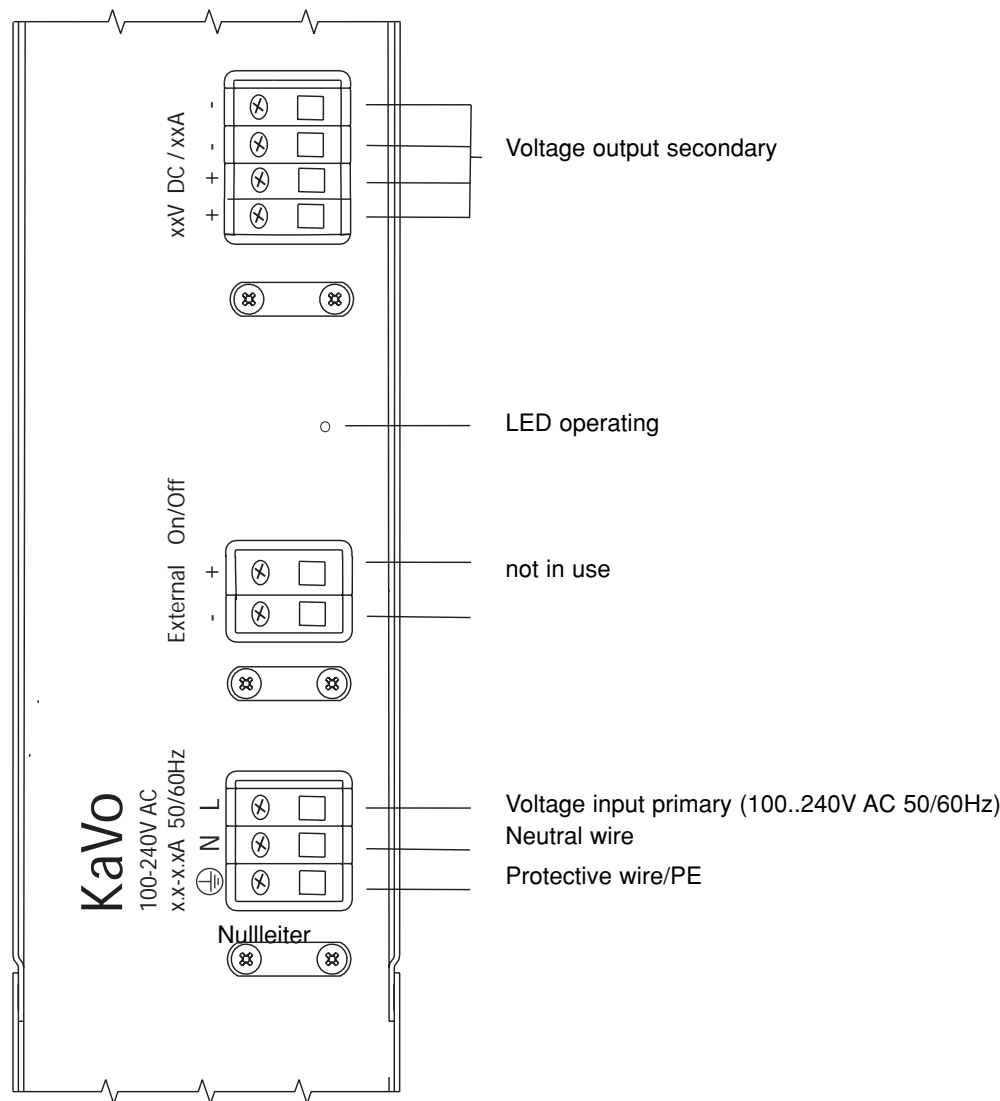 xxV DC / xxA
-
-
+
+
Voltage output secondary
LED operating
External On/Off
+
-
not in use
KaVo
100-240V AC
x.x-x.xA 50/60Hz
L
N
Voltage input primary (100..240V AC 50/60Hz)
Neutral wire
Protective wire/PE
Nullleiter